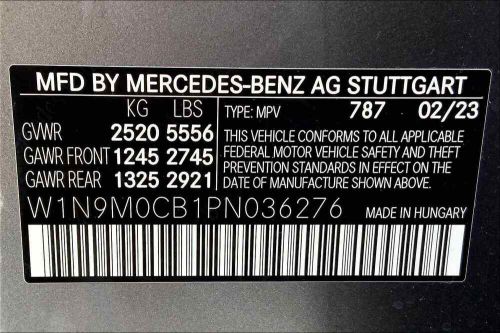 MFD BY MERCEDES-BENZ AG STUTTGART
KG LBS TYPE: MPV 787 02/23
GVWR 2520 5556
GAWR FRONT 1245 2745
GAWR REAR 1325 2921
THIS VEHICLE CONFORMS TO ALL APPLICABLE
FEDERAL MOTOR VEHICLE SAFETY AND THEFT
PREVENTION STANDARDS IN EFFECT ON THE DATE
OF MANUFACTURE SHOWN ABOVE.
W1N9M0CB1PN036276 MADE IN HUNGARY